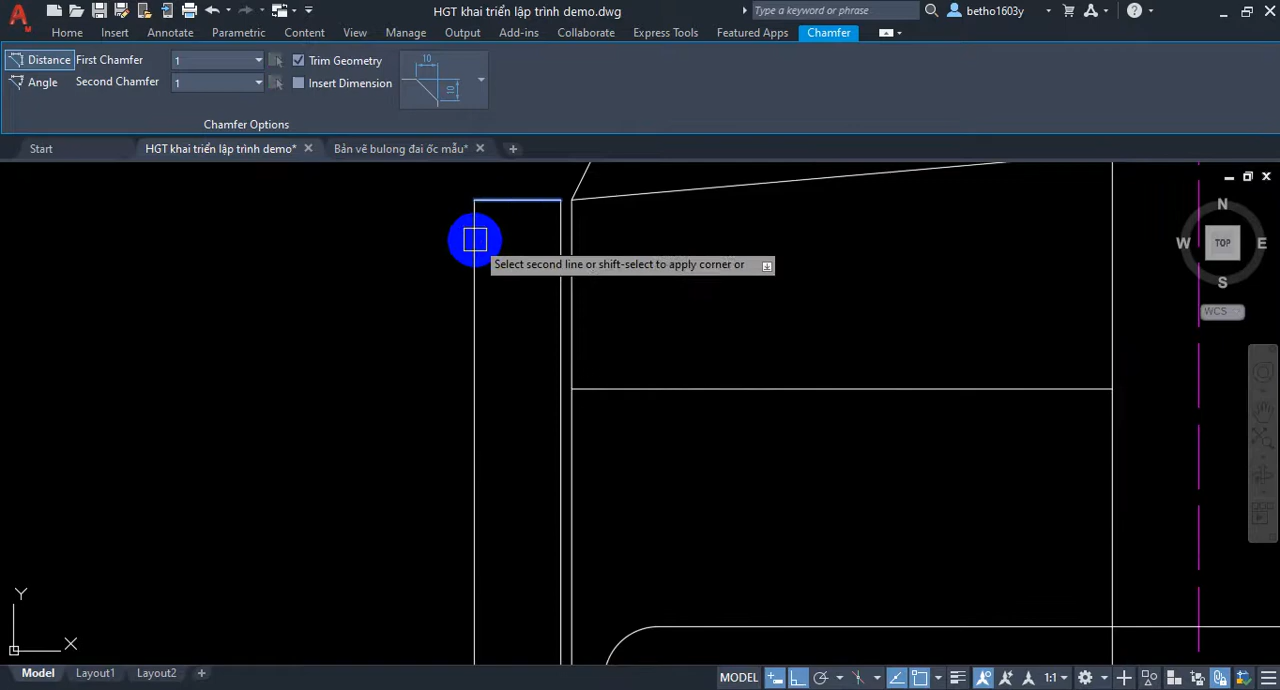 HGT khai triển lập trình demo.dwg
Type a keyword or phrase
betho1603y
Home Insert Annotate Parametric Content View Manage Output Add-ins Collaborate Express Tools Featured Apps Chamfer
Distance First Chamfer 1 Trim Geometry
Angle Second Chamfer 1 Insert Dimension
10
10
Chamfer Options
Start HGT khai triển lập trình demo* Bản vẽ bulong đai ốc mẫu*
N
W TOP E
S
WCS
Select second line or shift-select to apply corner or
Y
X
Model Layout1 Layout2
MODEL 1:1